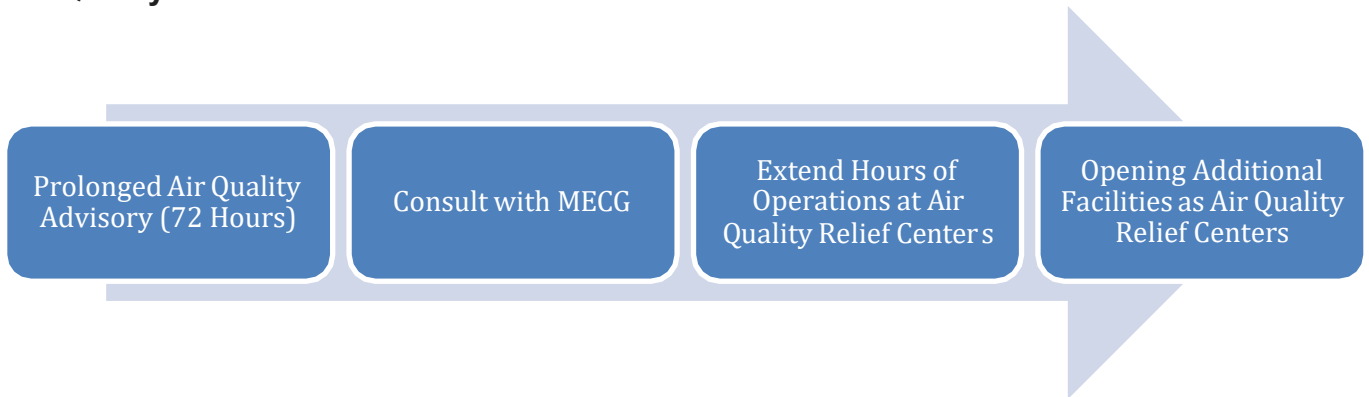 Prolonged Air Quality
Advisory (72 Hours)
Consult with MECG
Extend Hours of
Operations at Air
Quality Relief Centers
Opening Additional
Facilities as Air Quality
Relief Centers